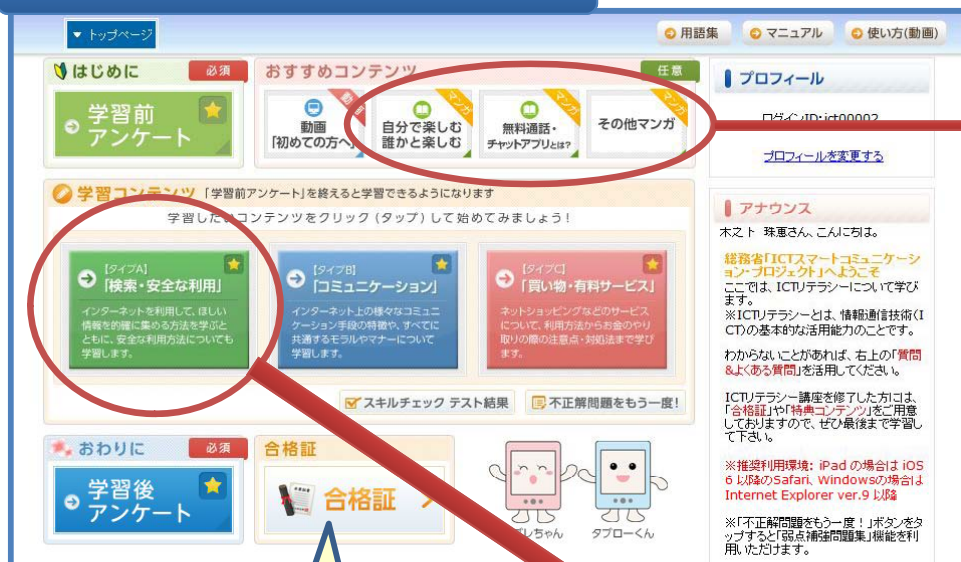 ▼ トップページ
用語集
マニュアル
使い方(動画)
はじめに
必須
学習前
アンケート
おすすめコンテンツ
任意
動画
動画
「初めての方へ」
マンガ
自分で楽しむ
誰かと楽しむ
マンガ
無料通話・
チャットアプリとは?
マンガ
その他マンガ
プロフィール
ログインID:ict00002
プロフィールを変更する
学習コンテンツ 「学習前アンケート」を終えると学習できるようになります
学習したいコンテンツをクリック(タップ)して始めてみましょう!
[タイプA]
「検索・安全な利用」
インターネットを利用して、ほしい
情報を的確に集める方法を学ぶと
ともに、安全な利用方法についても
学習します。
[タイプB]
「コミュニケーション」
インターネット上の様々なコミュニ
ケーション手段の特徴や、すべてに
共通するモラルやマナーについて
学習します。
[タイプC]
「買い物・有料サービス」
ネットショッピングなどのサービス
について、利用方法からお金のやり
取りの際の注意点・対処法まで学び
ます。
スキルチェック テスト結果
不正解問題をもう一度!
アナウンス
木之下 珠恵さん、こんにちは。
総務省「ICTスマートコミュニケーシ
ョン・プロジェクト」へようこそ
ここでは、ICTリテラシーについて学び
ます。
※ICTリテラシーとは、情報通信技術(I
CT)の基本的な活用能力のことです。
わからないことがあれば、右上の「質問
&よくある質問」を活用してください。
ICTリテラシー講座を修了した方には、
「合格証」や「特典コンテンツ」をご用意
しておりますので、ぜひ最後まで学習し
て下さい。
※推奨利用環境: iPad の場合は iOS
6 以降のSafari、Windowsの場合は
Internet Explorer ver.9 以降
※「不正解問題をもう一度!」ボタンをタ
ップすると「弱点補強問題集」機能を利
用いただけます。
おわりに
必須
学習後
アンケート
合格証
合格証
レちゃん
タブローくん